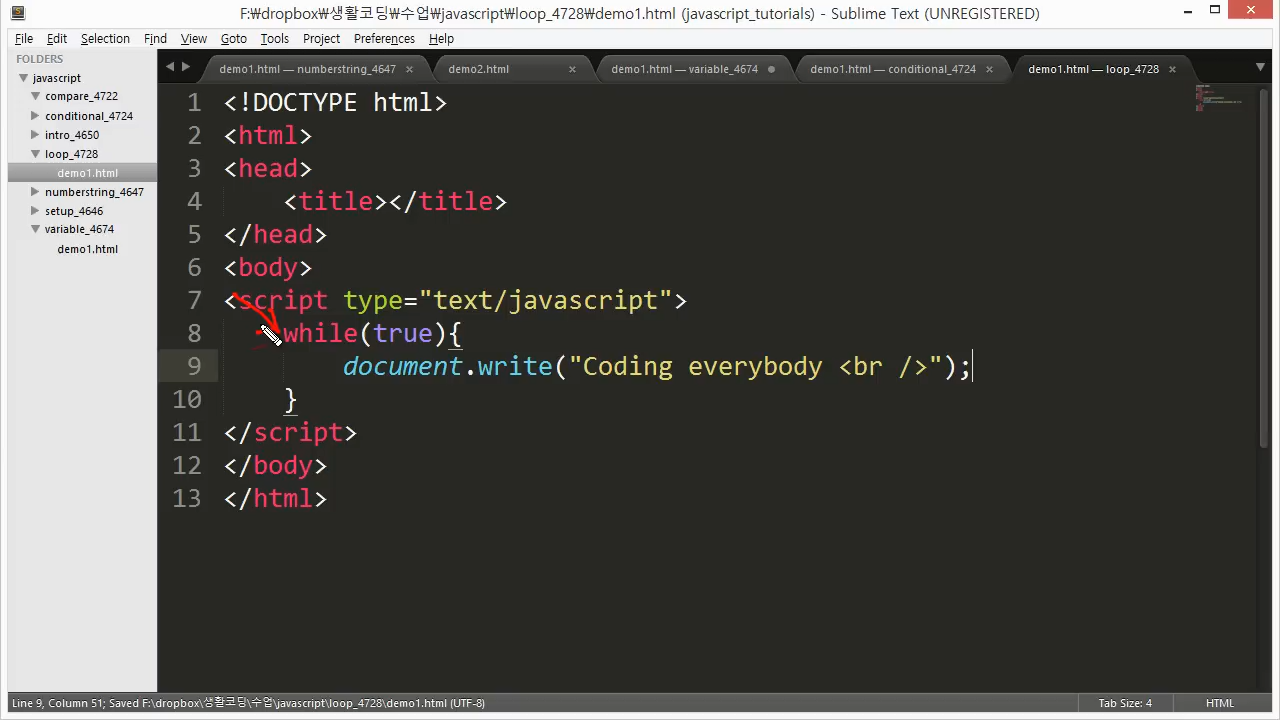 F:₩dropbox₩생활코딩₩수업₩javascript₩loop_4728₩demo1.html (javascript_tutorials) - Sublime Text (UNREGISTERED)
File Edit Selection Find View Goto Tools Project Preferences Help
FOLDERS
javascript
compare_4722
conditional_4724
intro_4650
loop_4728
demo1.html
numberstring_4647
setup_4646
variable_4674
demo1.html
demo1.html — numberstring_4647 demo2.html demo1.html — variable_4674 demo1.html — conditional_4724 demo1.html — loop_4728
1 <!DOCTYPE html>
2 <html>
3 <head>
4     <title></title>
5 </head>
6 <body>
7 <script type="text/javascript">
8     while(true){
9         document.write("Coding everybody <br />");
10     }
11 </script>
12 </body>
13 </html>
Line 9, Column 51; Saved F:\dropbox\생활코딩\수업\javascript\loop_4728\demo1.html (UTF-8) Tab Size: 4 HTML